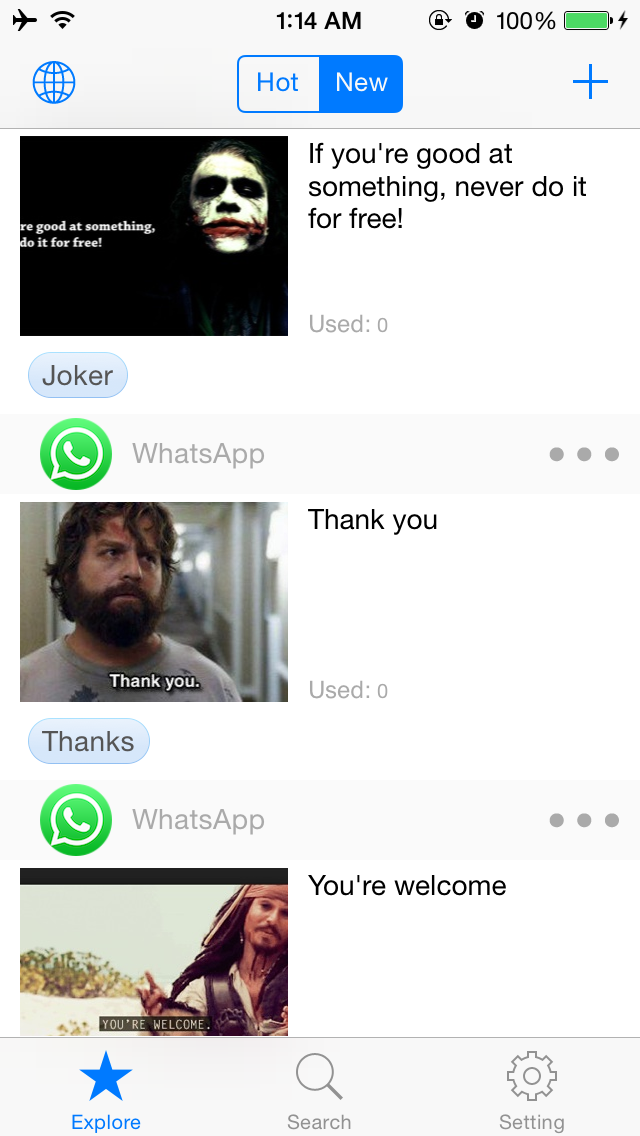 1:14 AM
100%
Hot
New
re good at something,
do it for free!
If you're good at
something, never do it
for free!
Used: 0
Joker
WhatsApp
Thank you.
Thank you
Used: 0
Thanks
WhatsApp
YOU'RE WELCOME.
You're welcome
Explore
Search
Setting